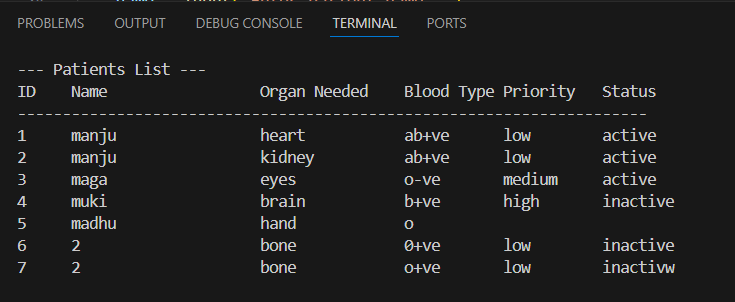 PROBLEMS OUTPUT DEBUG CONSOLE TERMINAL PORTS
--- Patients List ---
ID Name Organ Needed Blood Type Priority Status
----------------------------------------------------------------------
1 manju heart ab+ve low active
2 manju kidney ab+ve low active
3 maga eyes o-ve medium active
4 muki brain b+ve high inactive
5 madhu hand o
6 2 bone 0+ve low inactive
7 2 bone o+ve low inactivw